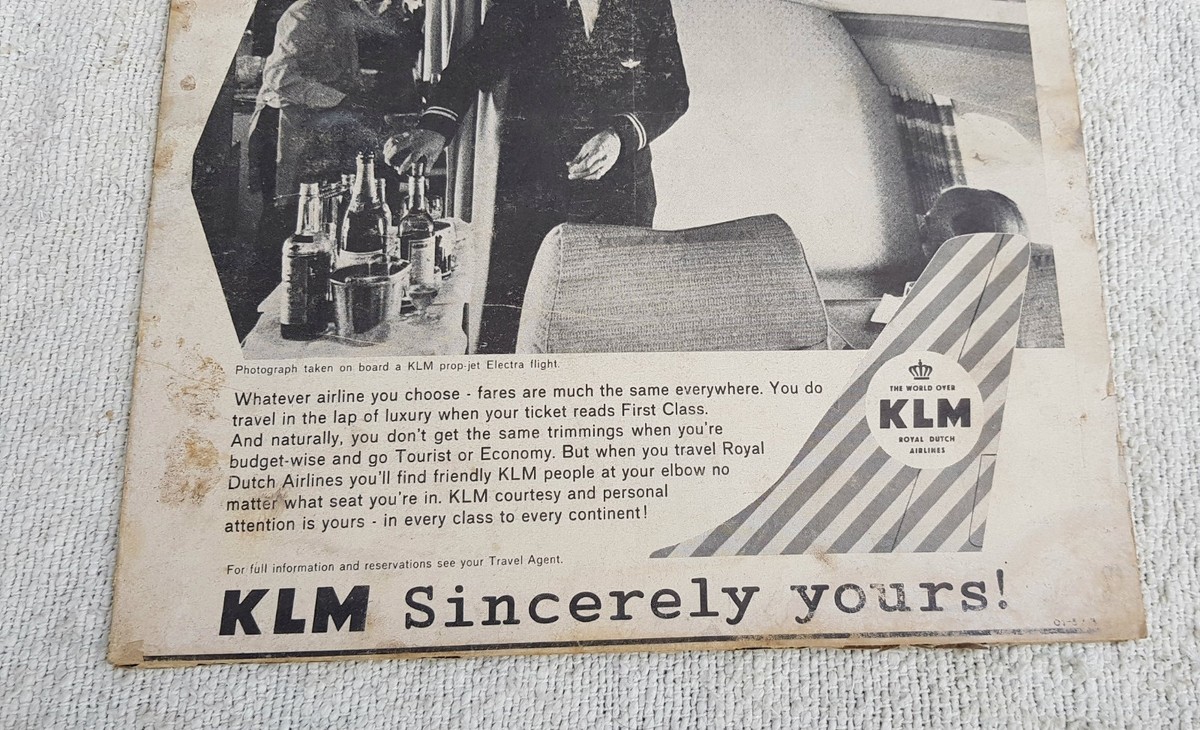 Photograph taken on board a KLM prop-jet Electra flight.
Whatever airline you choose - fares are much the same everywhere. You do
travel in the lap of luxury when your ticket reads First Class.
And naturally, you don't get the same trimmings when you're
budget-wise and go Tourist or Economy. But when you travel Royal
Dutch Airlines you'll find friendly KLM people at your elbow no
matter what seat you're in. KLM courtesy and personal
attention is yours - in every class to every continent!
THE WORLD OVER
KLM
ROYAL DUTCH
AIRLINES
For full information and reservations see your Travel Agent.
KLM Sincerely yours!